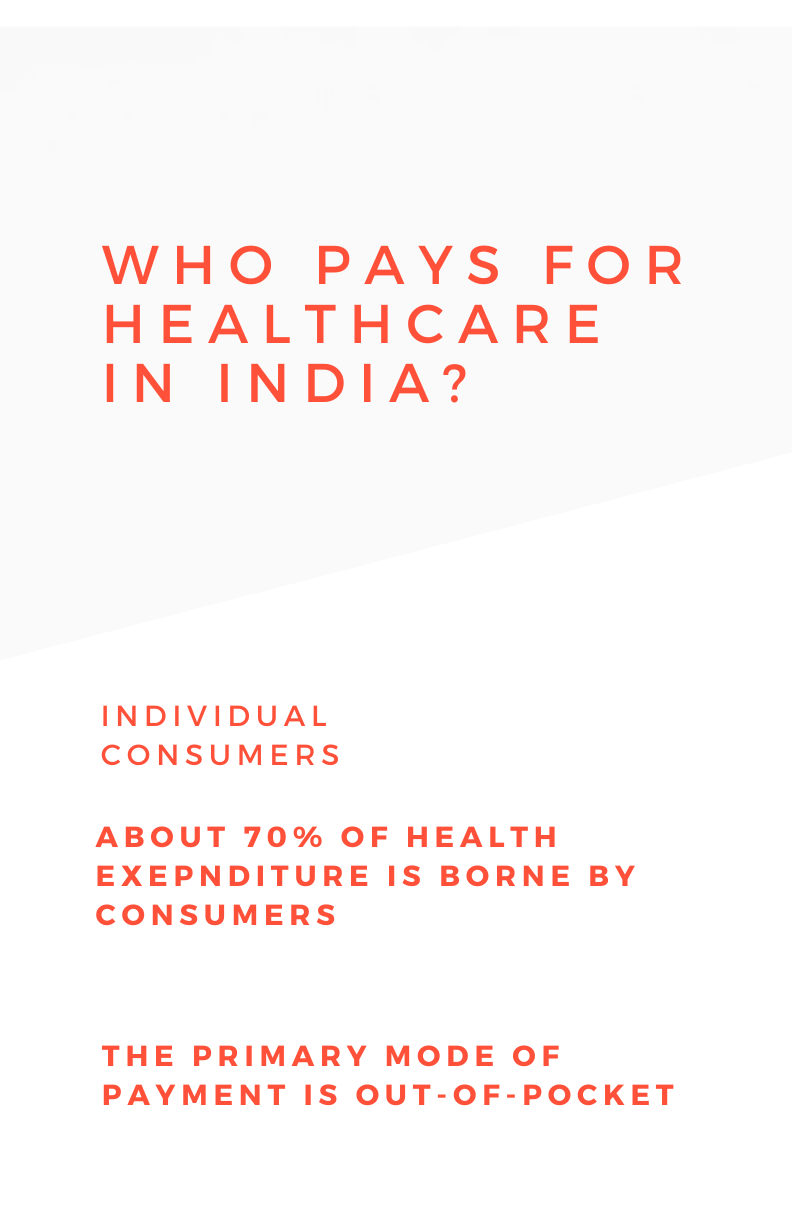 WHO PAYS FOR
HEALTHCARE
IN INDIA?
INDIVIDUAL
CONSUMERS
ABOUT 70% OF HEALTH
EXEPNDITURE IS BORNE BY
CONSUMERS
THE PRIMARY MODE OF
PAYMENT IS OUT-OF-POCKET